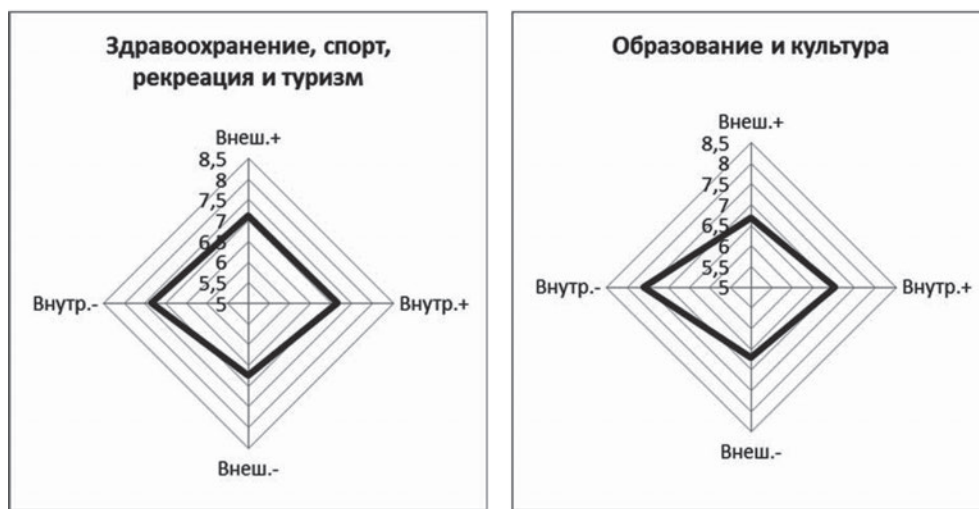 Здравоохранение, спорт,
рекреация и туризм
Внеш.+
8,5
8
7,5
7
6,5
6
5,5
5
Внутр.-
Внутр.+
Внеш.-
Образование и культура
Внеш.+
8,5
8
7,5
7
6,5
6
5,5
5
Внутр.-
Внутр.+
Внеш.-